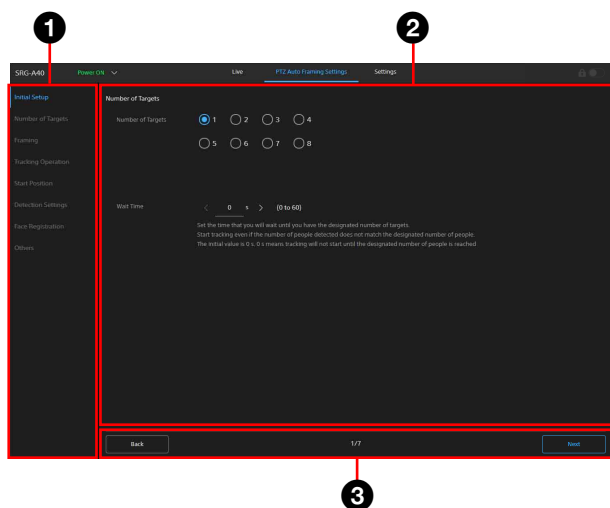 1
2
SRG-A40
Power ON
Live
PTZ Auto Framing Settings
Settings
Initial Setup
Number of Targets
Framing
Tracking Operation
Start Position
Detection Settings
Face Registration
Others
Number of Targets
Number of Targets
1 2 3 4
5 6 7 8
Wait Time
0 s (0 to 60)
Set the time that you will wait until you have the designated number of targets.
Start tracking even if the number of people detected does not match the designated number of people.
The initial value is 0 s. 0 s means tracking will not start until the designated number of people is reached
Back
1/7
Next
3